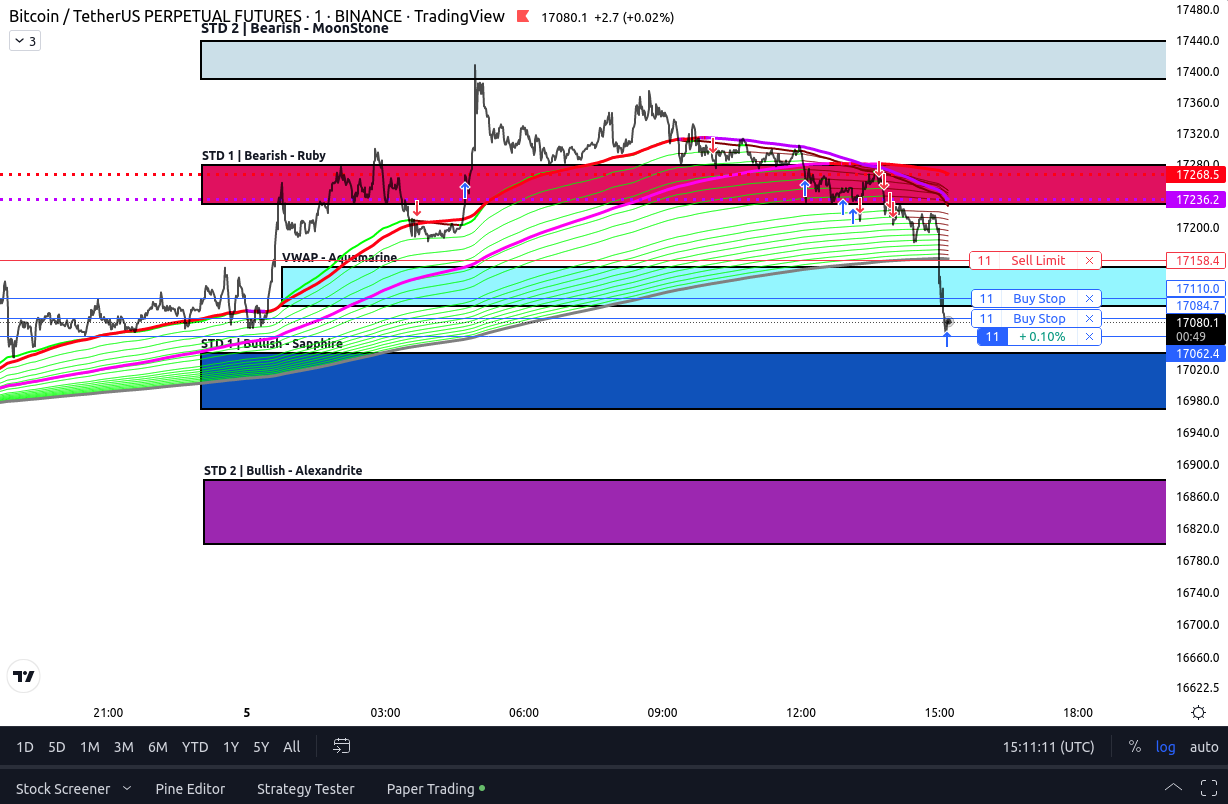 Bitcoin / TetherUS PERPETUAL FUTURES · 1 · BINANCE · TradingView 17080.1 +2.7 (+0.02%)
3
STD 2 | Bearish - MoonStone
STD 1 | Bearish - Ruby
VWAP - Aquamarine
STD 1 | Bullish - Sapphire
STD 2 | Bullish - Alexandrite
11 Sell Limit
11 Buy Stop
11 Buy Stop
11 +0.10%
17480.0
17440.0
17400.0
17360.0
17320.0
17280.0
17268.5
17236.2
17200.0
17158.4
17110.0
17084.7
17080.1
00:49
17062.4
17020.0
16980.0
16940.0
16900.0
16860.0
16820.0
16780.0
16740.0
16700.0
16660.0
16622.5
21:00 5 03:00 06:00 09:00 12:00 15:00 18:00
1D 5D 1M 3M 6M YTD 1Y 5Y All 15:11:11 (UTC) % log auto
Stock Screener Pine Editor Strategy Tester Paper Trading